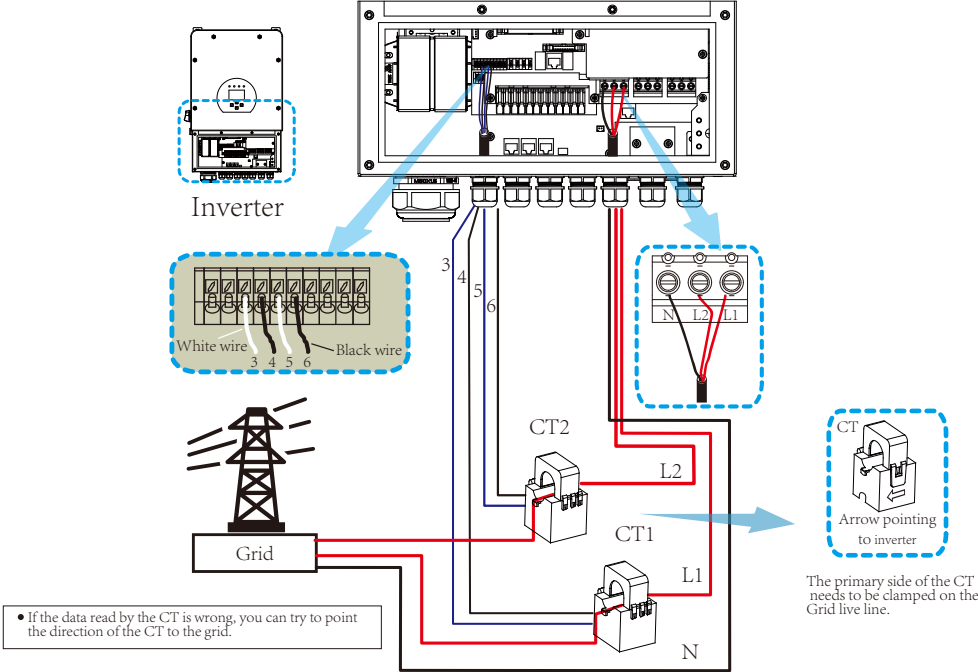 Inverter
3
4
5
6
White wire
Black wire
3 4 5 6
N L2 L1
CT2
L2
CT
Arrow pointing
to inverter
Grid
CT1
L1
The primary side of the CT
needs to be clamped on the
Grid live line.
• If the data read by the CT is wrong, you can try to point
the direction of the CT to the grid.
N